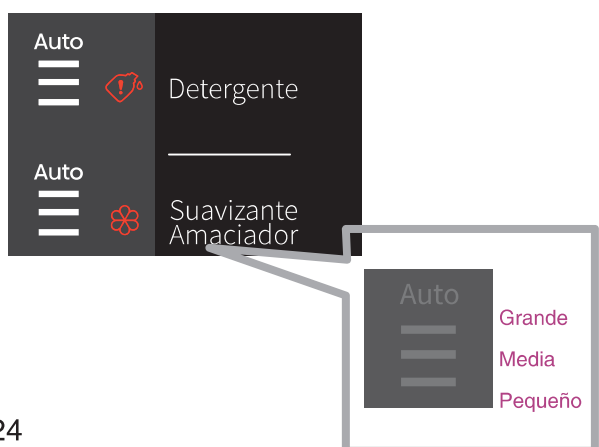 Auto
Detergente
Auto
Suavizante
Amaciador
Auto
Grande
Media
Pequeño
24